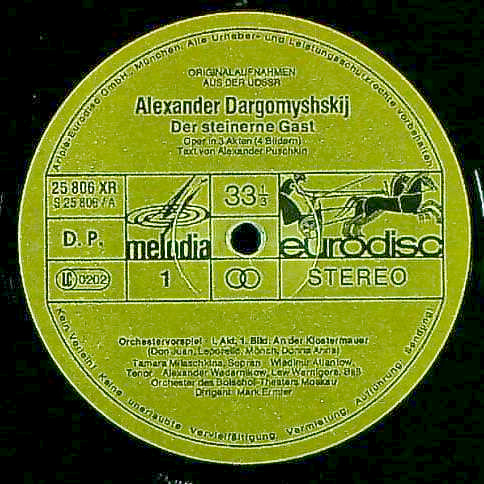 Ariola-Eurodisc GmbH., München, Alle Urheber- und Leistungsschutzrechte vorbehalten
ORIGINALAUFNAHMEN
AUS DER UDSSR
Alexander Dargomyshskij
Der steinerne Gast
Oper in 3 Akten (4 Bildern)
Text von Alexander Puschkin
25 806 XR
S 25 806 /A
D. P.
LC 0202
melodia
1
33 1/3
eurodisc
STEREO
Orchestervorspiel · I. Akt, 1. Bild: An der Klostermauer
(Don Juan, Leporello, Mönch, Donna Anna)
Tamara Milaschkina, Sopran · Wladimir Atlantow,
Tenor · Alexander Wedernikow, Lew Wernigora, Baß
Orchester des Bolschoi-Theaters Moskau
Dirigent: Mark Ermler
Kein Verleih! Keine unerlaubte Vervielfältigung, Vermietung, Aufführung, Sendung!